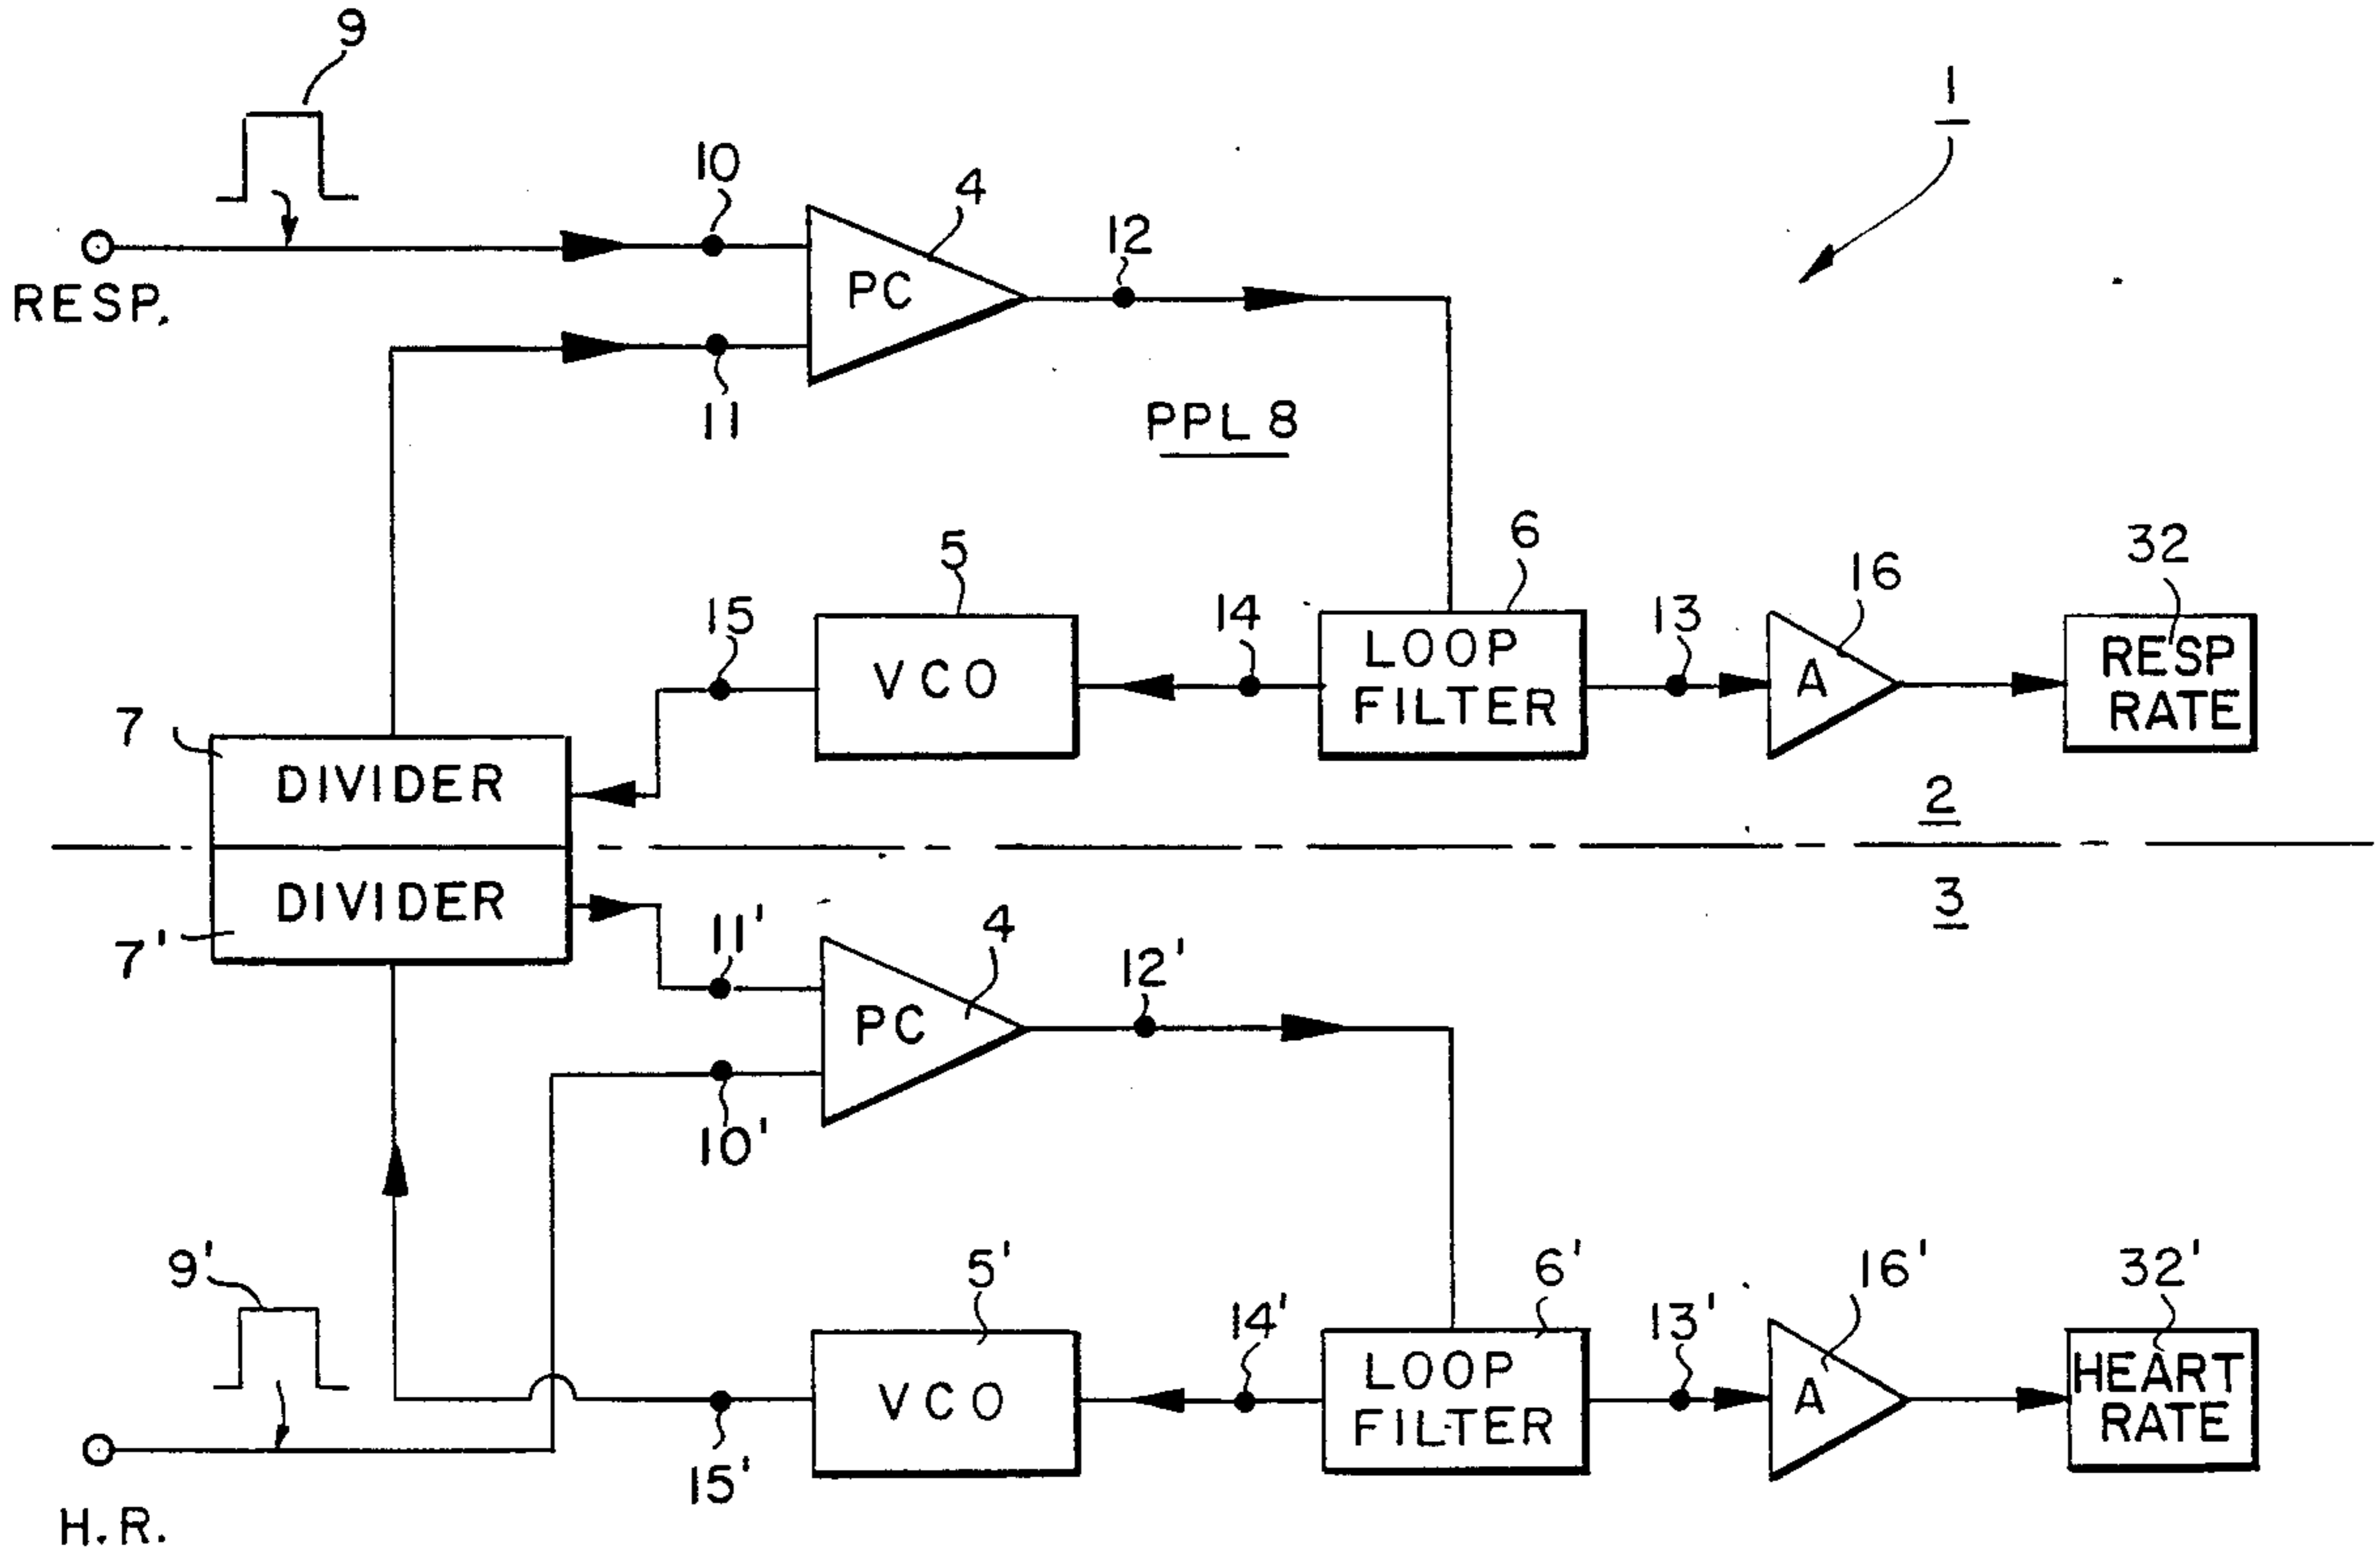 9
1
10
4
12
PC
RESP.
11
PPL 8
5
6
32
15
14
13
16
VCO
LOOP
FILTER
A
RESP
RATE
7
DIVIDER
2
DIVIDER
3
7'
11'
4
12'
PC
10'
9'
5'
6'
16'
32'
14'
13'
VCO
LOOP
FILTER
A
HEART
RATE
15'
H.R.